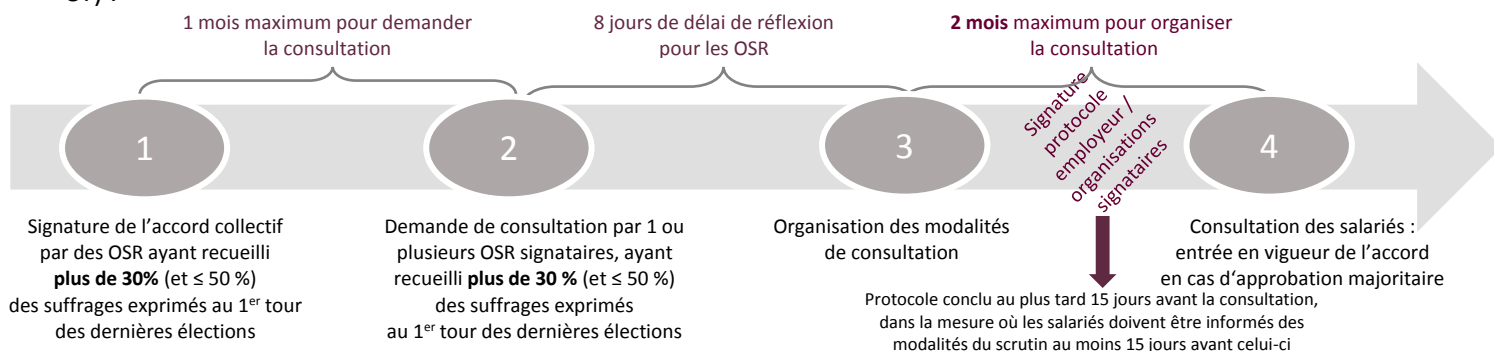 1 mois maximum pour demander
la consultation
8 jours de délai de réflexion
pour les OSR
2 mois maximum pour organiser
la consultation
1
2
3
Signature
protocole
employeur /
organisations
signataires
4
Signature de l’accord collectif
par des OSR ayant recueilli
plus de 30% (et ≤ 50 %)
des suffrages exprimés au 1er tour
des dernières élections
Demande de consultation par 1 ou
plusieurs OSR signataires, ayant
recueilli plus de 30 % (et ≤ 50 %)
des suffrages exprimés
au 1er tour des dernières élections
Organisation des modalités
de consultation
Consultation des salariés :
entrée en vigueur de l’accord
en cas d‘approbation majoritaire
Protocole conclu au plus tard 15 jours avant la consultation,
dans la mesure où les salariés doivent être informés des
modalités du scrutin au moins 15 jours avant celui-ci